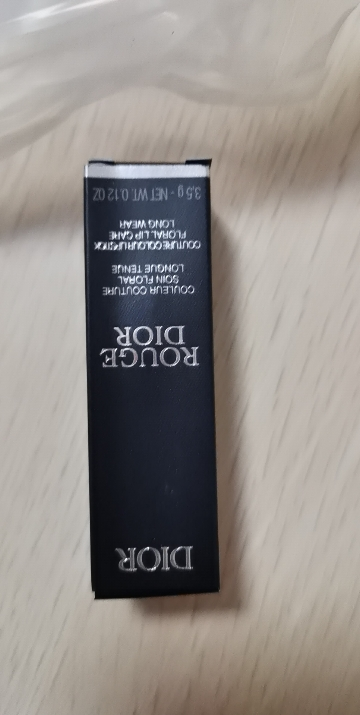 DIOR
ROUGE
DIOR
COULEUR COUTURE
SOIN FLORAL
LONGUE TENUE
COUTURE COLOUR LIPSTICK
FLORAL LIP CARE
LONG WEAR
3.5 g - NET WT. 0.12 OZ